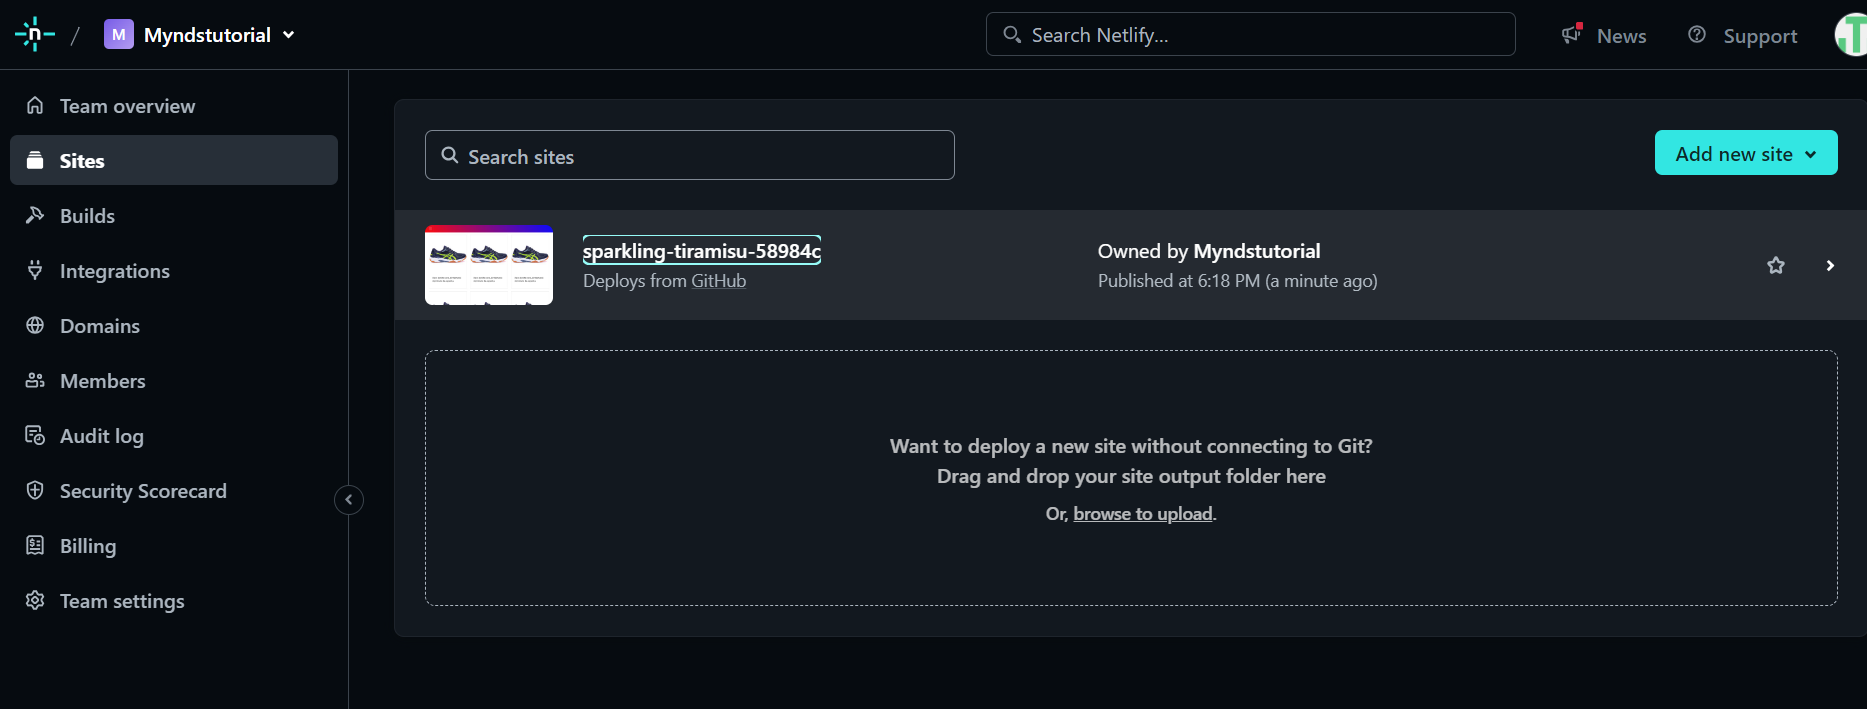 n / M Myndstutorial
Search Netlify...
News
Support
Team overview
Sites
Builds
Integrations
Domains
Members
Audit log
Security Scorecard
Billing
Team settings
Search sites
Add new site
sparkling-tiramisu-58984c
Deploys from GitHub
Owned by Myndstutorial
Published at 6:18 PM (a minute ago)
Want to deploy a new site without connecting to Git?
Drag and drop your site output folder here
Or, browse to upload.